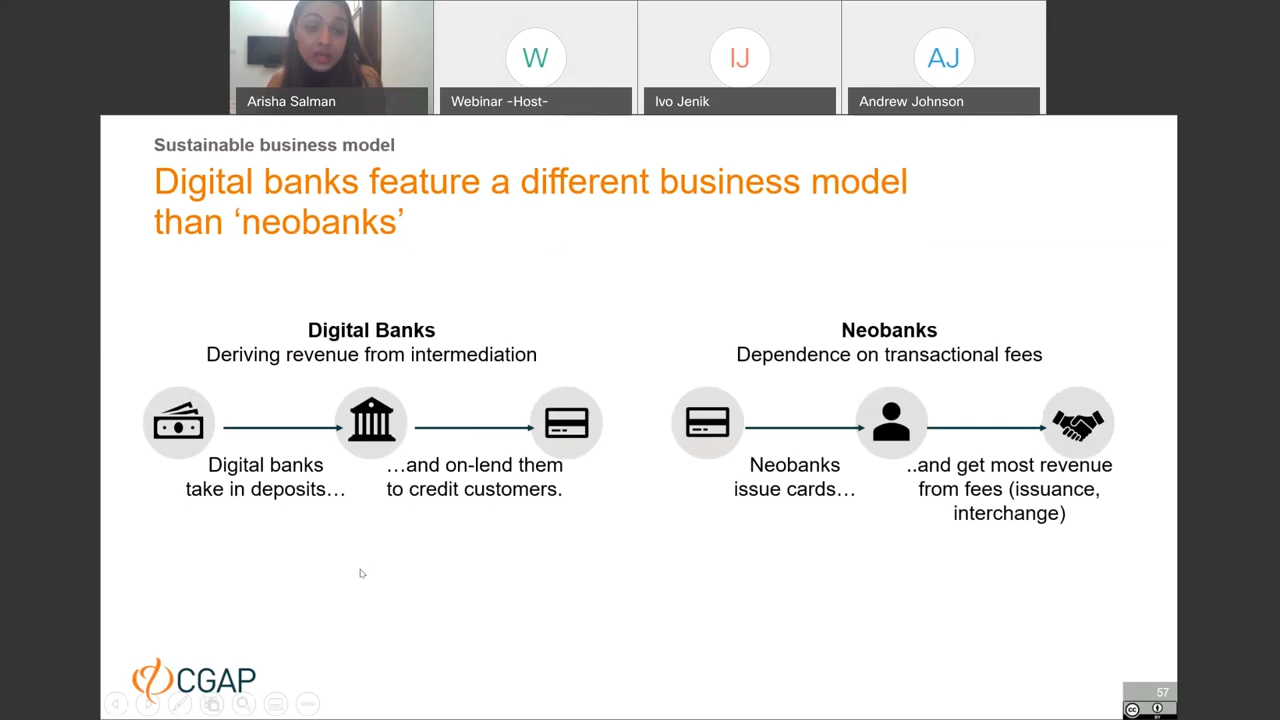 W
IJ
AJ
Arisha Salman
Webinar -Host-
Ivo Jenik
Andrew Johnson
Sustainable business model
Digital banks feature a different business model
than ‘neobanks’
Digital Banks
Deriving revenue from intermediation
Digital banks
take in deposits…
…and on-lend them
to credit customers.
Neobanks
Dependence on transactional fees
Neobanks
issue cards…
..and get most revenue
from fees (issuance,
interchange)
CGAP
57
cc
BY